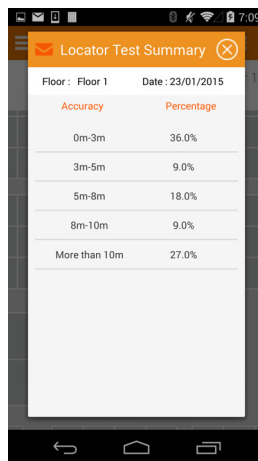 7:09
Locator Test Summary
Floor : Floor 1 Date : 23/01/2015
Accuracy Percentage
0m-3m 36.0%
3m-5m 9.0%
5m-8m 18.0%
8m-10m 9.0%
More than 10m 27.0%